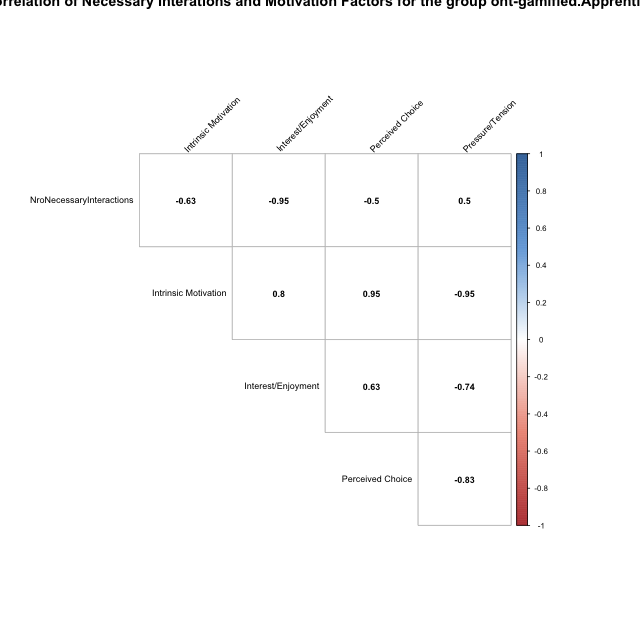 orrelation of Necessary Interations and Motivation Factors for the group ont-gamified.Apprenti
Intrinsic Motivation
Interest/Enjoyment
Perceived Choice
Pressure/Tension
NroNecessaryInteractions -0.63 -0.95 -0.5 0.5
Intrinsic Motivation 0.8 0.95 -0.95
Interest/Enjoyment 0.63 -0.74
Perceived Choice -0.83
1
0.8
0.6
0.4
0.2
0
-0.2
-0.4
-0.6
-0.8
-1